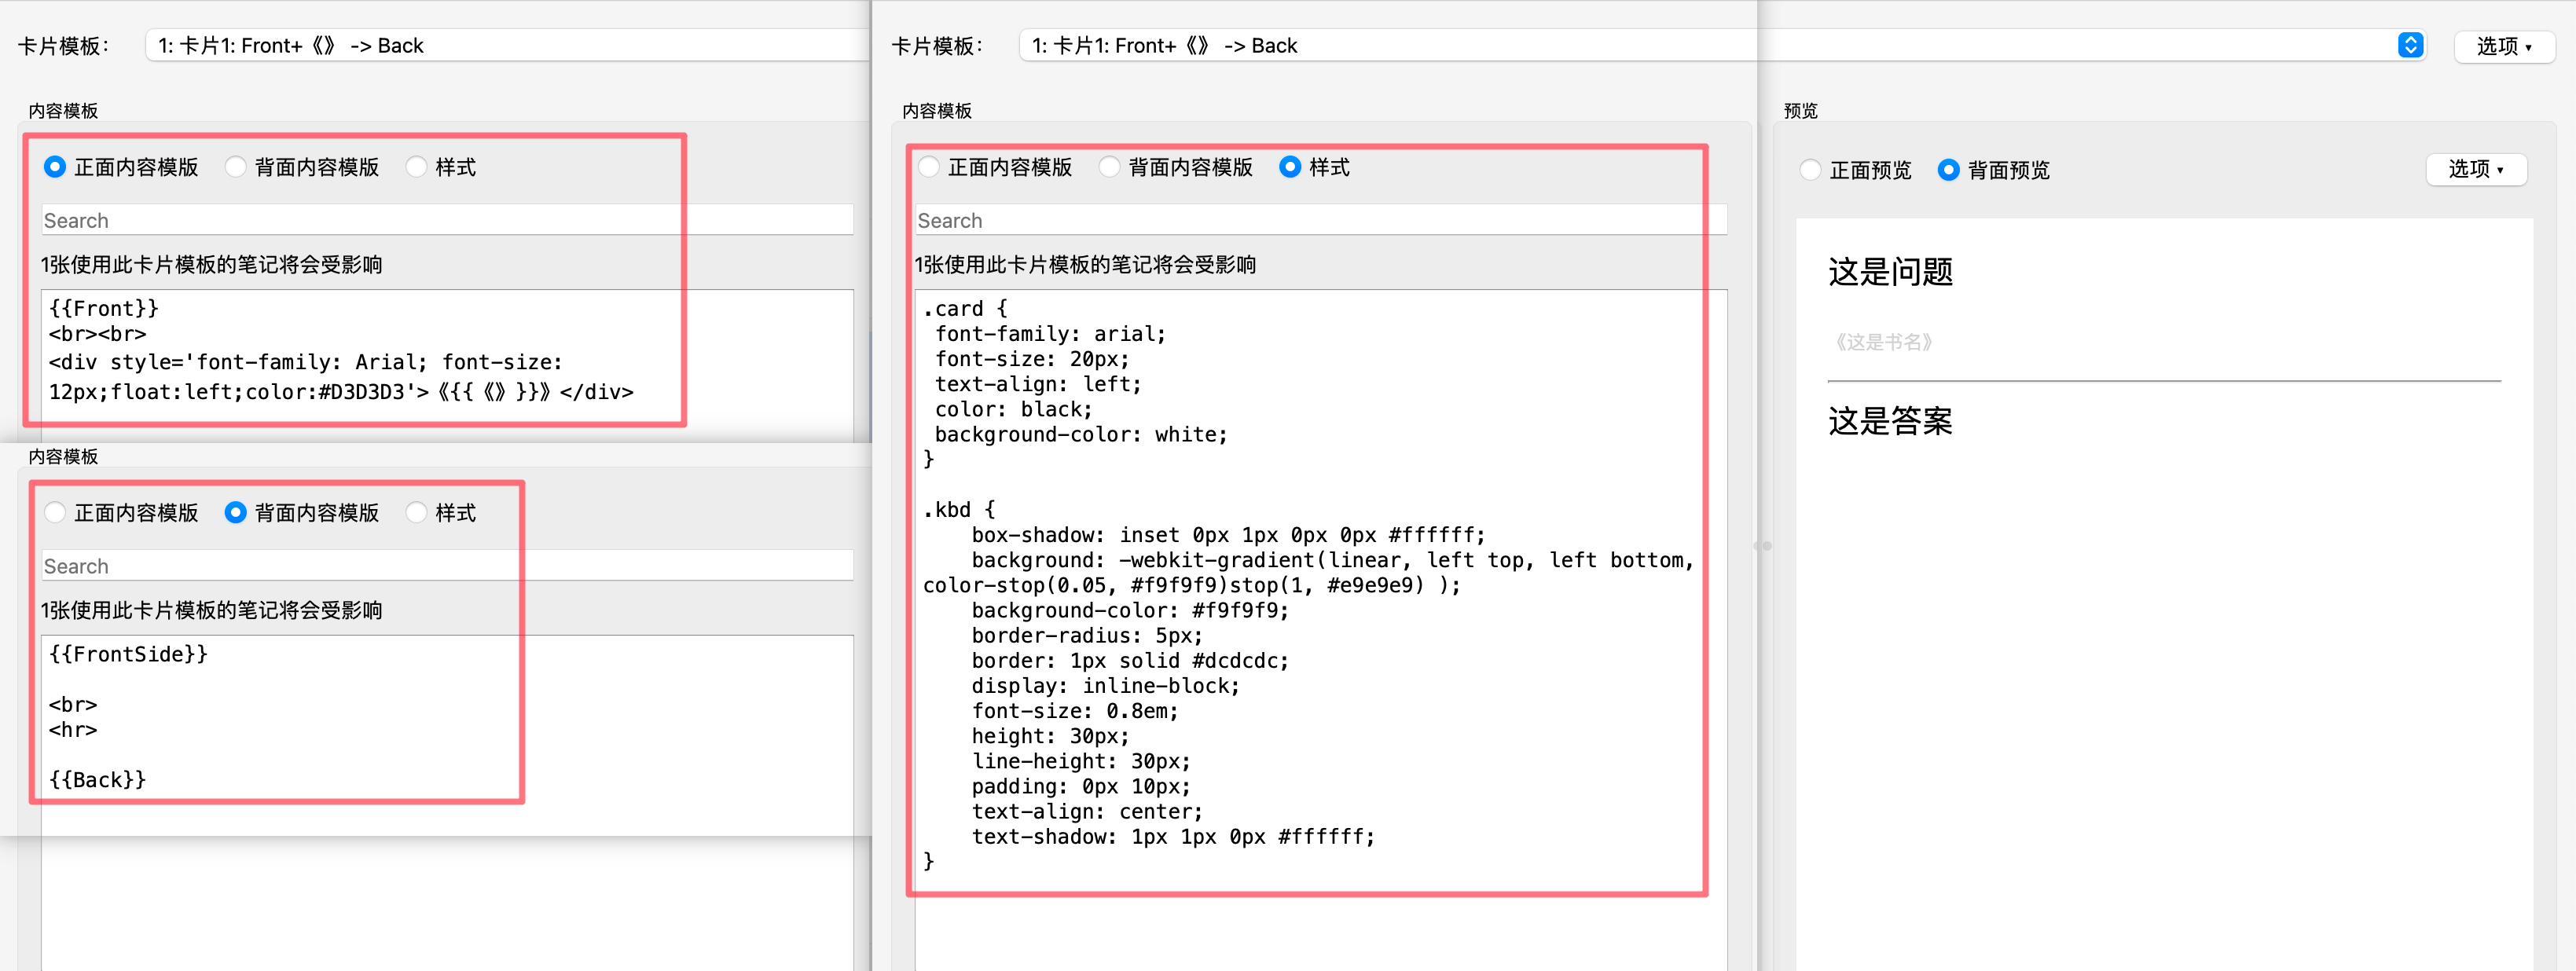 卡片模板：
1: 卡片1: Front+《》 -> Back
内容模板
正面内容模版
背面内容模版
样式
Search
1张使用此卡片模板的笔记将会受影响
{{Front}}
<br><br>
<div style='font-family: Arial; font-size:
12px;float:left;color:#D3D3D3'>《{{《》}}》</div>
内容模板
正面内容模版
背面内容模版
样式
Search
1张使用此卡片模板的笔记将会受影响
{{FrontSide}}
<br>
<hr>
{{Back}}
卡片模板：
1: 卡片1: Front+《》 -> Back
选项 ▾
内容模板
正面内容模版
背面内容模版
样式
Search
1张使用此卡片模板的笔记将会受影响
.card {
font-family: arial;
font-size: 20px;
text-align: left;
color: black;
background-color: white;
}
.kbd {
box-shadow: inset 0px 1px 0px 0px #ffffff;
background: -webkit-gradient(linear, left top, left bottom,
color-stop(0.05, #f9f9f9)stop(1, #e9e9e9) );
background-color: #f9f9f9;
border-radius: 5px;
border: 1px solid #dcdcdc;
display: inline-block;
font-size: 0.8em;
height: 30px;
line-height: 30px;
padding: 0px 10px;
text-align: center;
text-shadow: 1px 1px 0px #ffffff;
}
预览
正面预览
背面预览
选项 ▾
这是问题
《这是书名》
这是答案